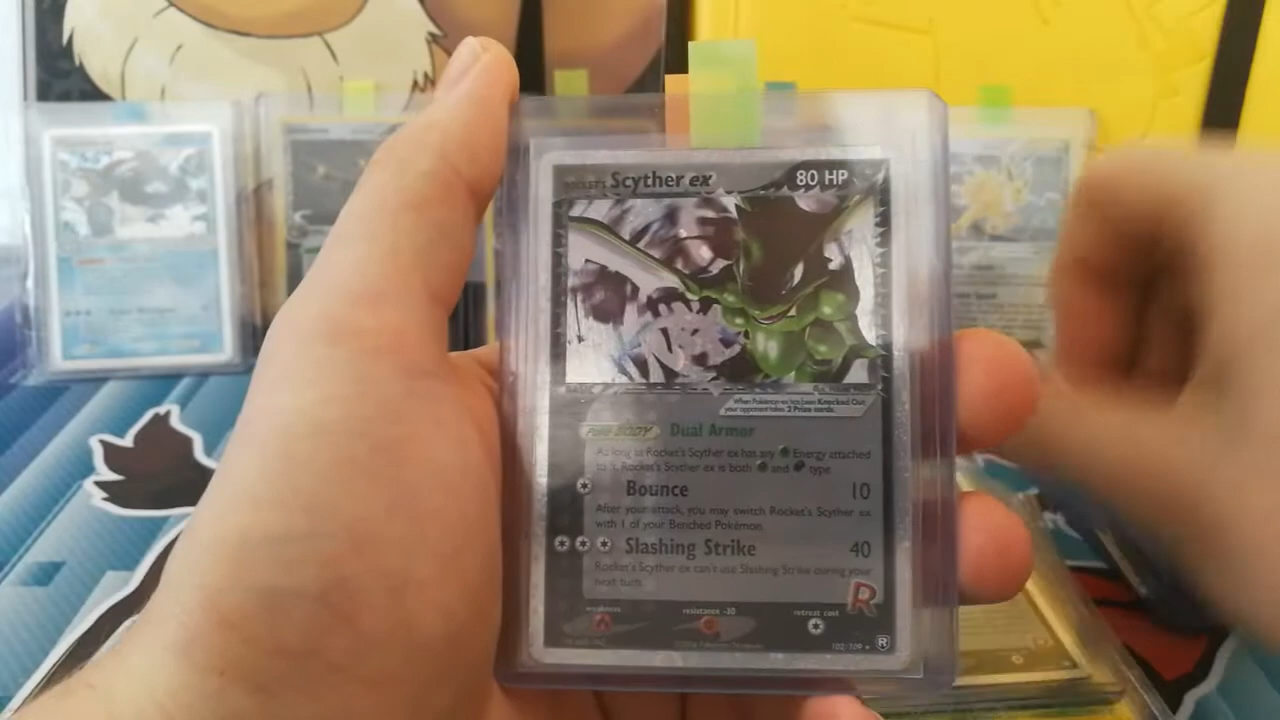 ROCKET'S Scyther ex 80 HP
BASIC
When Pokémon-ex has been Knocked Out,
your opponent takes 2 Prize cards.
POKé-BODY Dual Armor
As long as Rocket's Scyther ex has any Energy attached
to it, Rocket's Scyther ex is both and type.
Bounce 10
After your attack, you may switch Rocket's Scyther ex
with 1 of your Benched Pokémon.
Slashing Strike 40
Rocket's Scyther ex can't use Slashing Strike during your
next turn.
weakness resistance -30 retreat cost
R
102/109 R